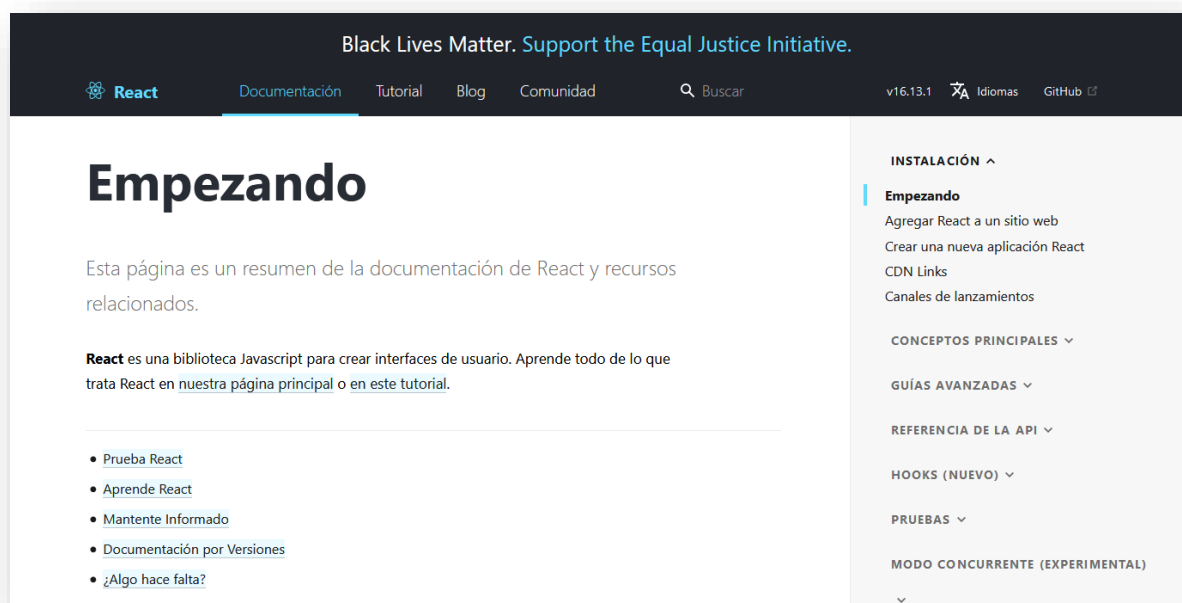 Black Lives Matter. Support the Equal Justice Initiative.
React Documentación Tutorial Blog Comunidad Buscar v16.13.1 Idiomas GitHub
Empezando
Esta página es un resumen de la documentación de React y recursos
relacionados.
React es una biblioteca Javascript para crear interfaces de usuario. Aprende todo de lo que
trata React en nuestra página principal o en este tutorial.
Prueba React
Aprende React
Mantente Informado
Documentación por Versiones
¿Algo hace falta?
INSTALACIÓN
Empezando
Agregar React a un sitio web
Crear una nueva aplicación React
CDN Links
Canales de lanzamientos
CONCEPTOS PRINCIPALES
GUÍAS AVANZADAS
REFERENCIA DE LA API
HOOKS (NUEVO)
PRUEBAS
MODO CONCURRENTE (EXPERIMENTAL)